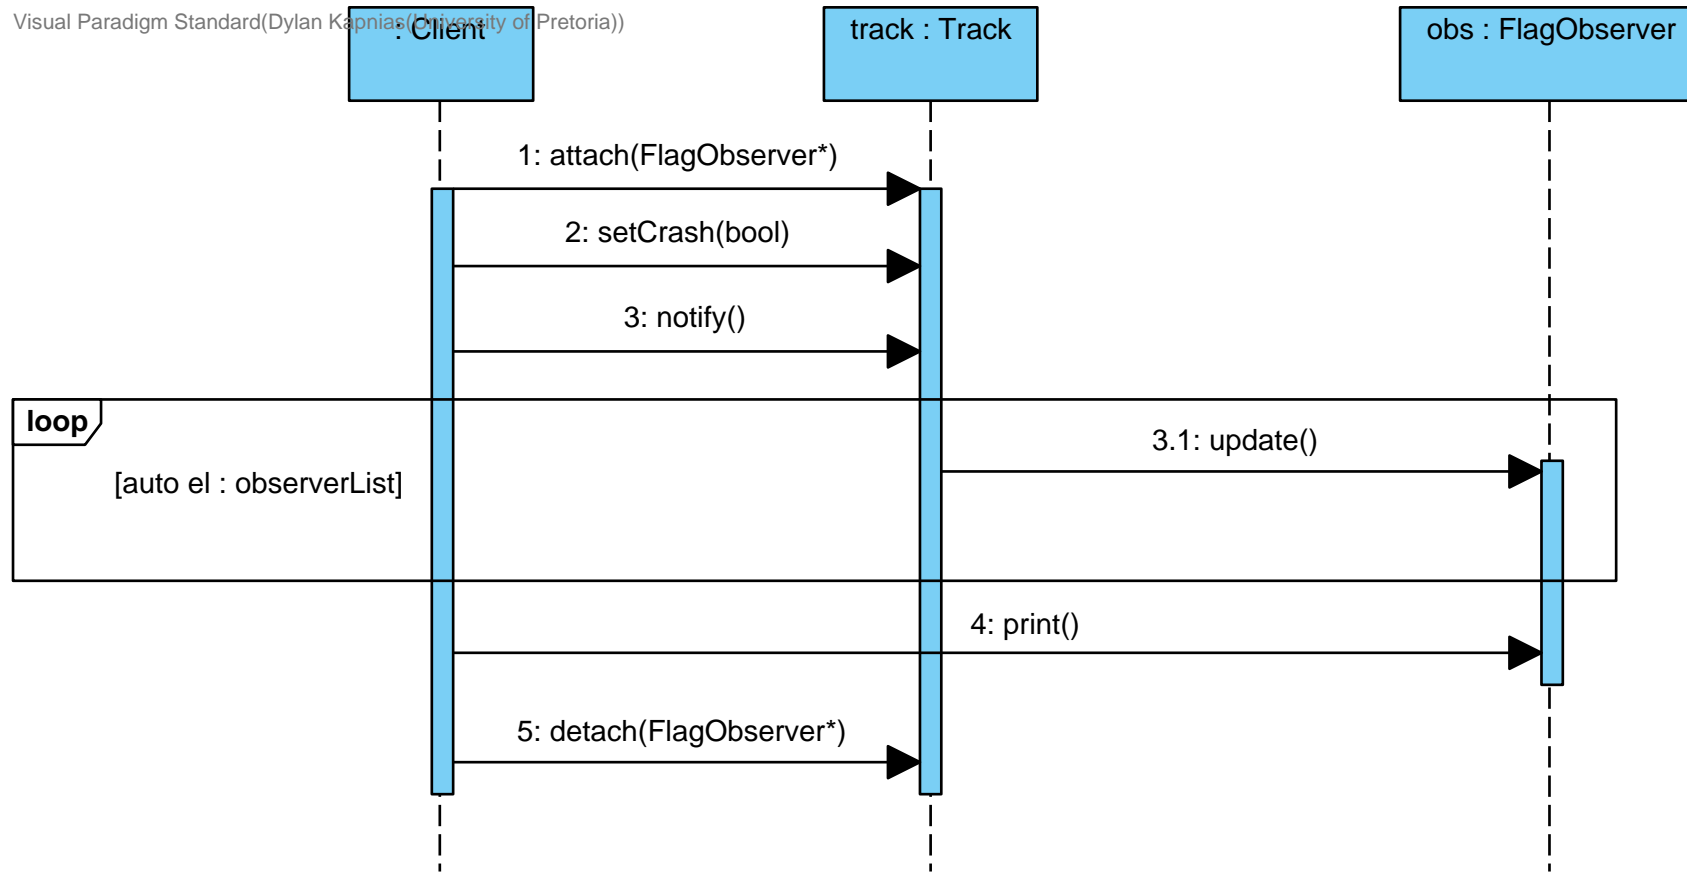 Visual Paradigm Standard(Dylan Kapnias(University of Pretoria))
: Client
track : Track
obs : FlagObserver
1: attach(FlagObserver*)
2: setCrash(bool)
3: notify()
loop
3.1: update()
[auto el : observerList]
4: print()
5: detach(FlagObserver*)